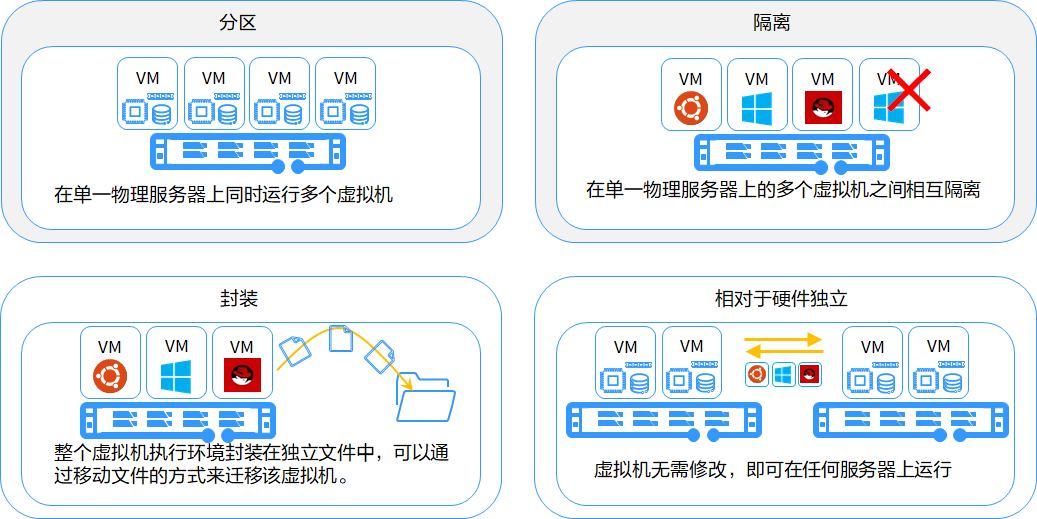 分区
VM VM VM VM
在单一物理服务器上同时运行多个虚拟机
隔离
VM VM VM VM
在单一物理服务器上的多个虚拟机之间相互隔离
封装
VM VM VM
整个虚拟机执行环境封装在独立文件中，可以通
过移动文件的方式来迁移该虚拟机。
相对于硬件独立
VM VM VM VM
虚拟机无需修改，即可在任何服务器上运行